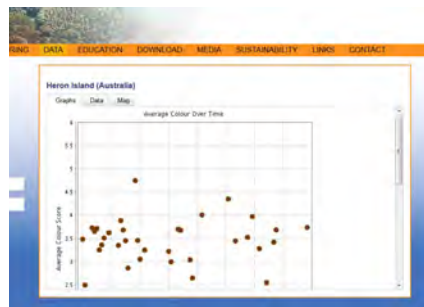 DATA EDUCATION DOWNLOAD MEDIA SUSTAINABILITY LINKS CONTACT
Heron Island (Australia)
Graphs Data Map
Average Colour Over Time
6
5.5
5
4.5
4
3.5
3
2.5
Average Colour Score